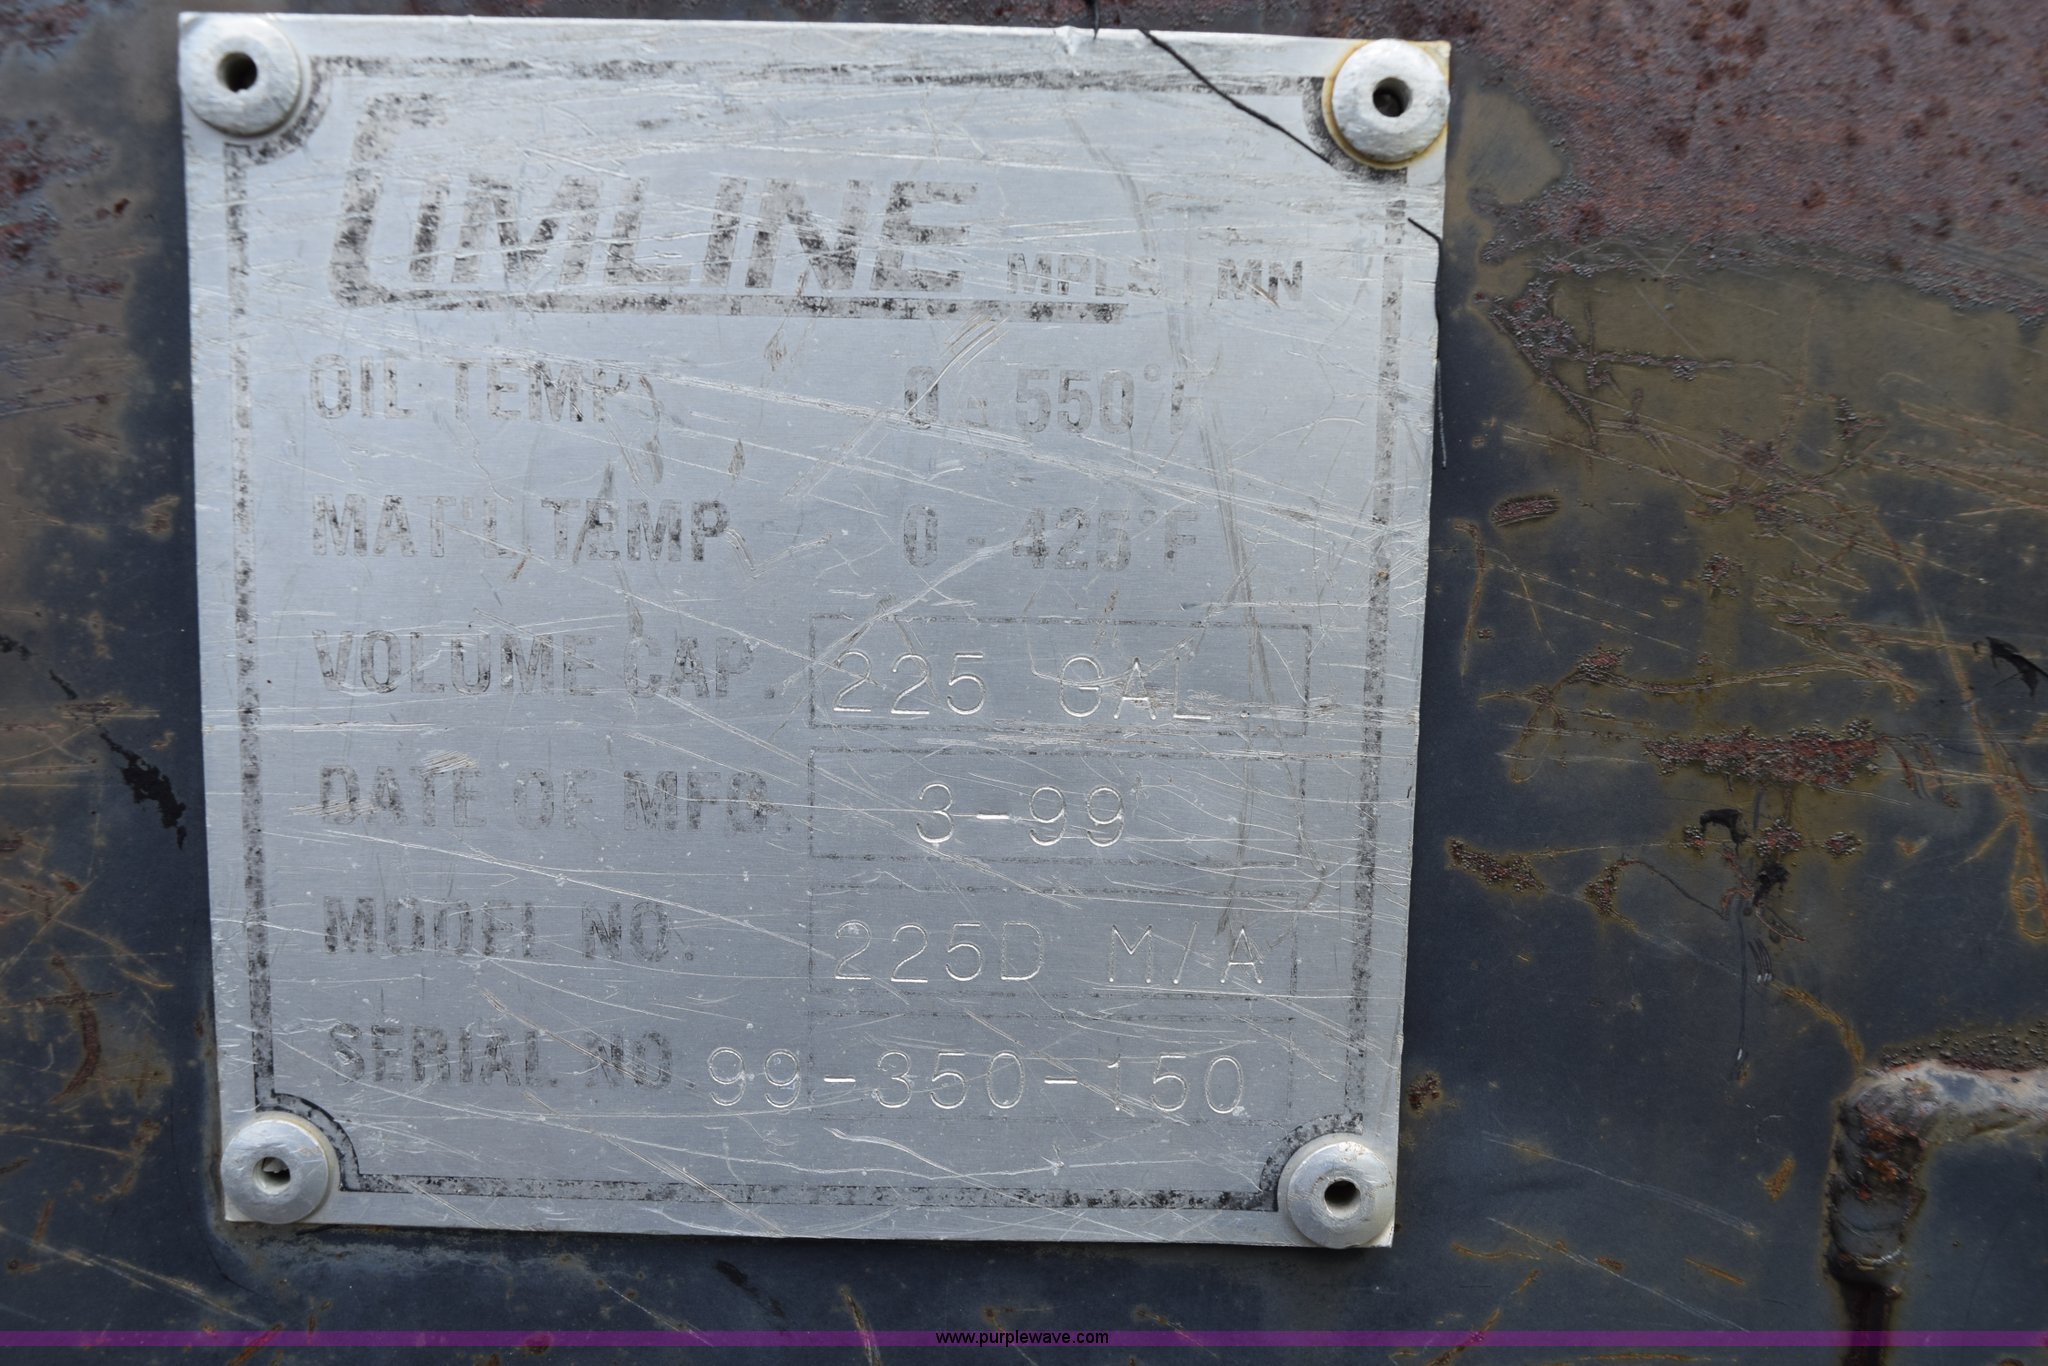 CIMLINE MPLS MN
OIL TEMP. 0 - 550°F
MAT'L TEMP. 0 - 425°F
VOLUME CAP. 225 GAL.
DATE OF MFG. 3-99
MODEL NO. 225D M/A
SERIAL NO. 99-350-150
www.purplewave.com